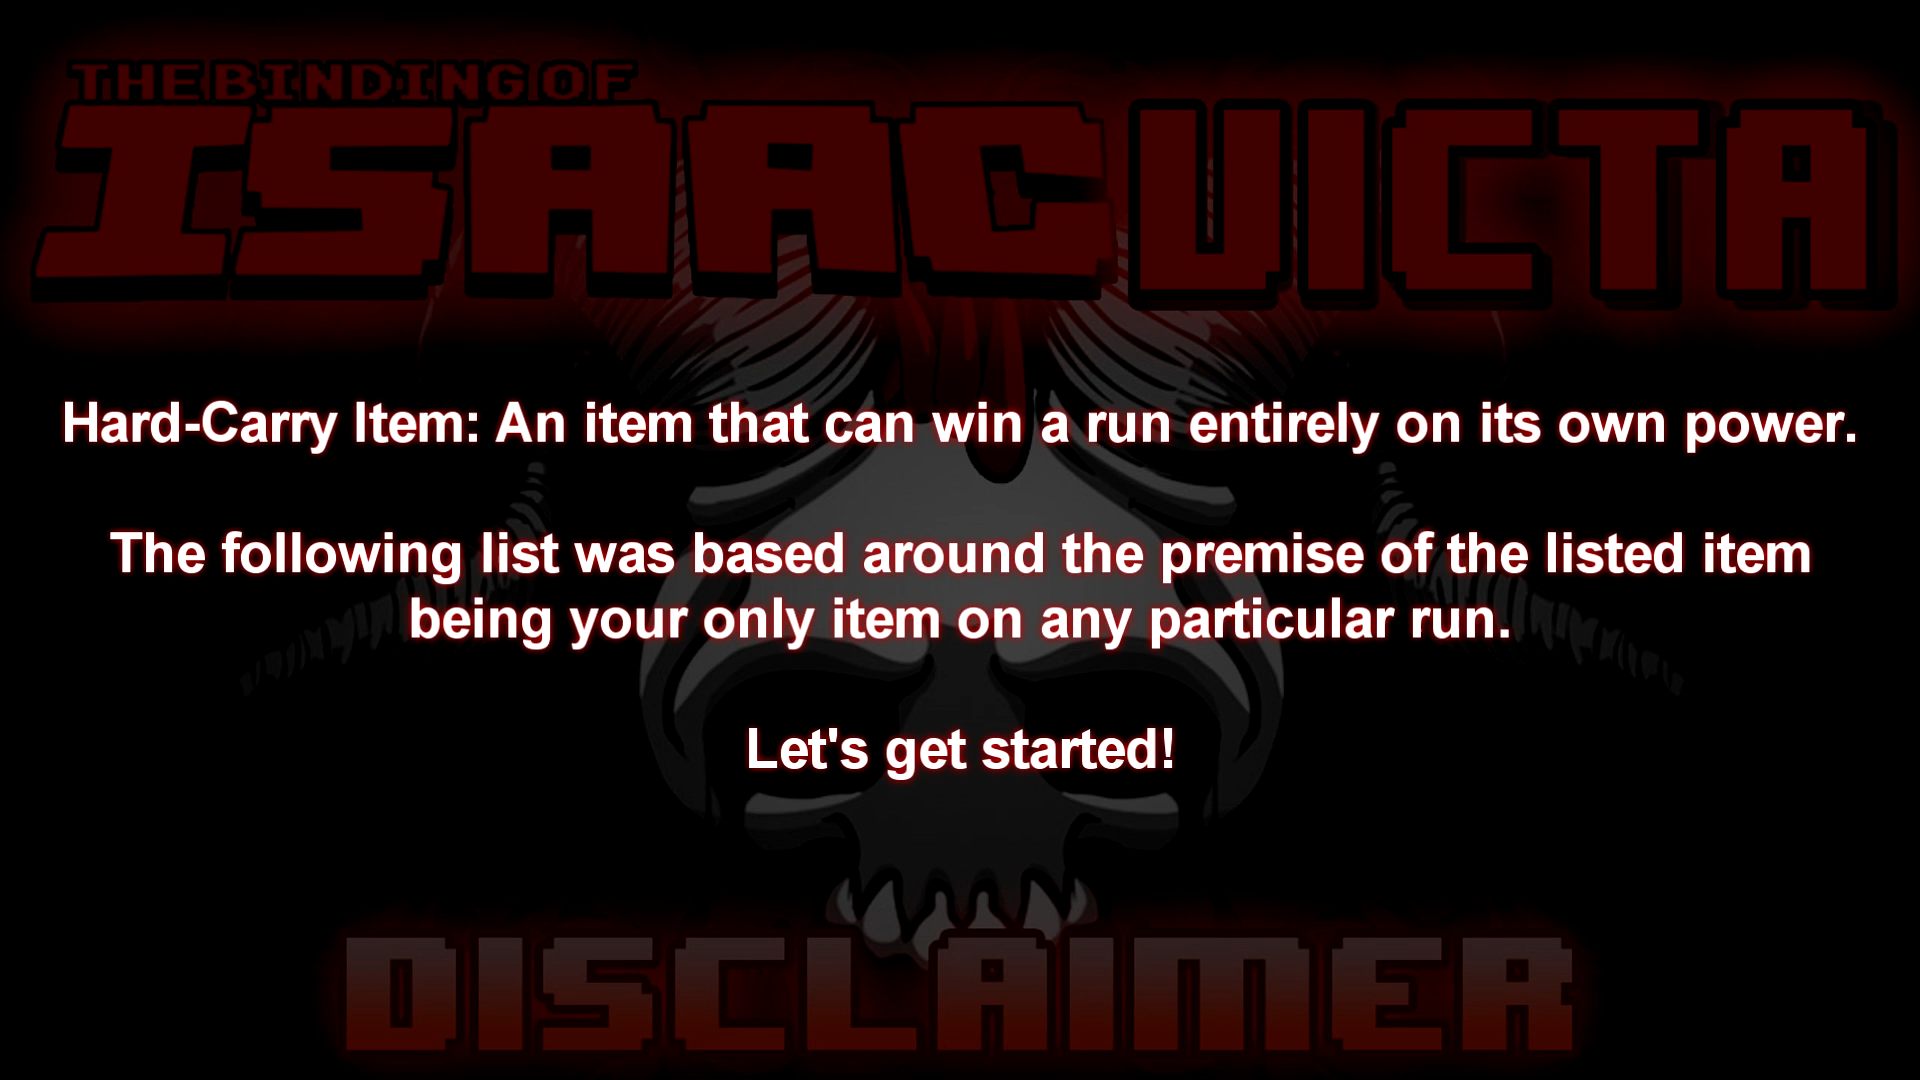 THE BINDING OF
ISAACVICTA
Hard-Carry Item: An item that can win a run entirely on its own power.
The following list was based around the premise of the listed item
being your only item on any particular run.
Let's get started!
DISCLAIMER